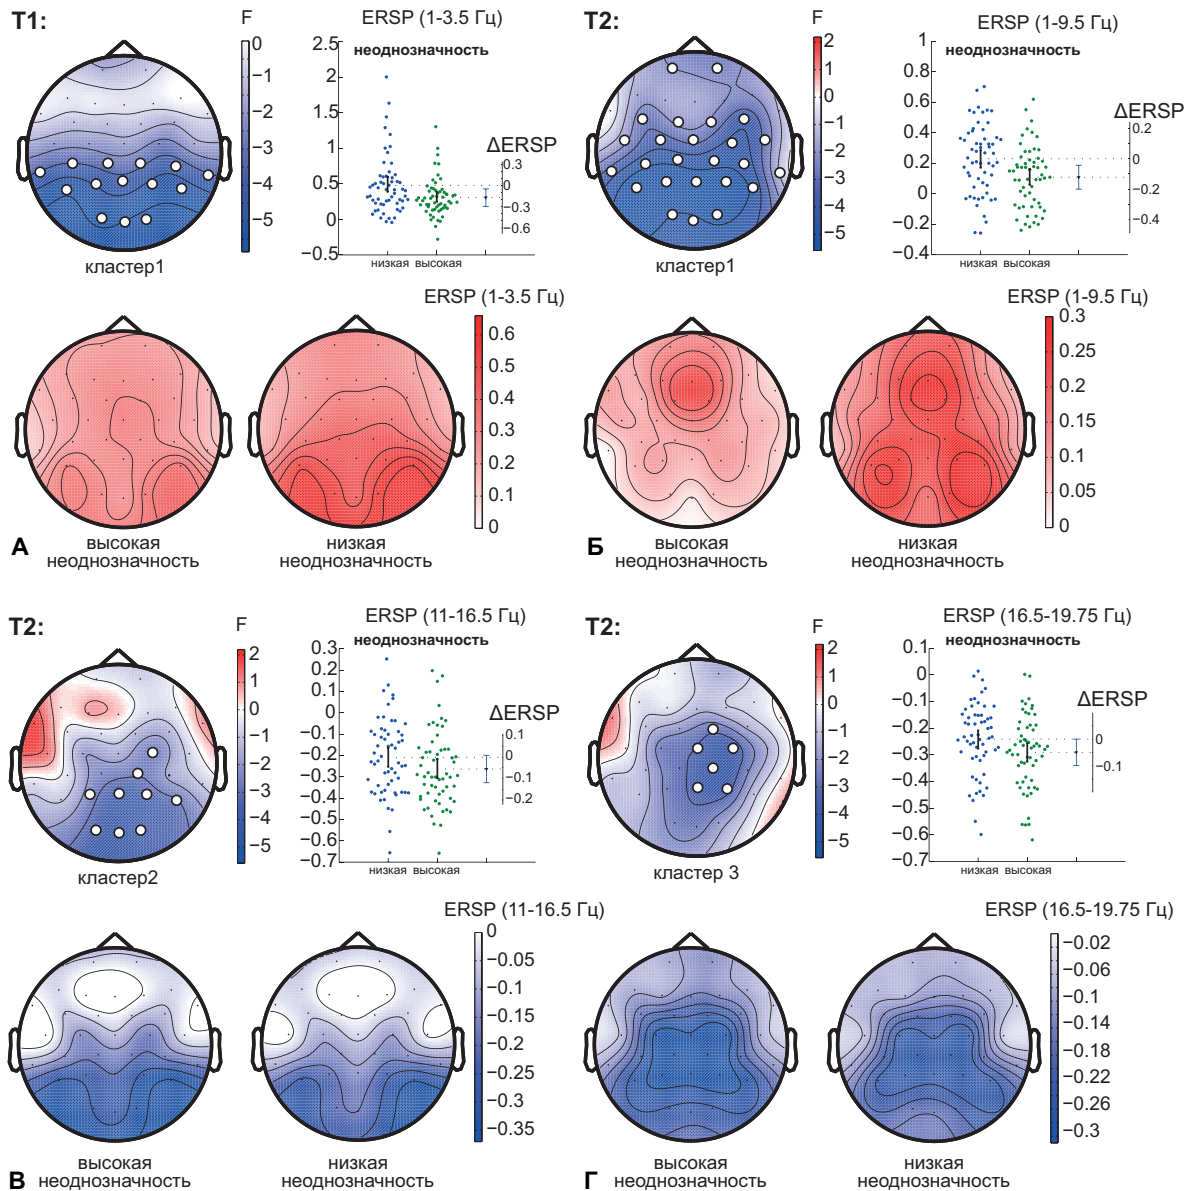 T1:
F
0
−1
−2
−3
−4
−5
кластер1
ERSP (1-3.5 Гц)
неоднозначность
2.5
2
1.5
1
0.5
0
−0.5
низкая высокая
ΔERSP
0.3
0
−0.3
−0.6
T2:
F
2
1
0
−1
−2
−3
−4
−5
кластер1
ERSP (1-9.5 Гц)
неоднозначность
1
0.8
0.6
0.4
0.2
0
−0.2
−0.4
низкая высокая
ΔERSP
0.2
0
−0.2
−0.4
ERSP (1-3.5 Гц)
0.6
0.5
0.4
0.3
0.2
0.1
0
А
высокая
неоднозначность
низкая
неоднозначность
ERSP (1-9.5 Гц)
0.3
0.25
0.2
0.15
0.1
0.05
0
Б
высокая
неоднозначность
низкая
неоднозначность
T2:
F
2
1
0
−1
−2
−3
−4
−5
кластер2
ERSP (11-16.5 Гц)
неоднозначность
0.3
0.2
0.1
0
−0.1
−0.2
−0.3
−0.4
−0.5
−0.6
−0.7
низкая высокая
ΔERSP
0.1
0
−0.1
−0.2
T2:
F
2
1
0
−1
−2
−3
−4
−5
кластер 3
ERSP (16.5-19.75 Гц)
неоднозначность
0.1
0
−0.1
−0.2
−0.3
−0.4
−0.5
−0.6
−0.7
низкая высокая
ΔERSP
0
−0.1
ERSP (11-16.5 Гц)
0
−0.05
−0.1
−0.15
−0.2
−0.25
−0.3
−0.35
В
высокая
неоднозначность
низкая
неоднозначность
ERSP (16.5-19.75 Гц)
−0.02
−0.06
−0.1
−0.14
−0.18
−0.22
−0.26
−0.3
Г
высокая
неоднозначность
низкая
неоднозначность